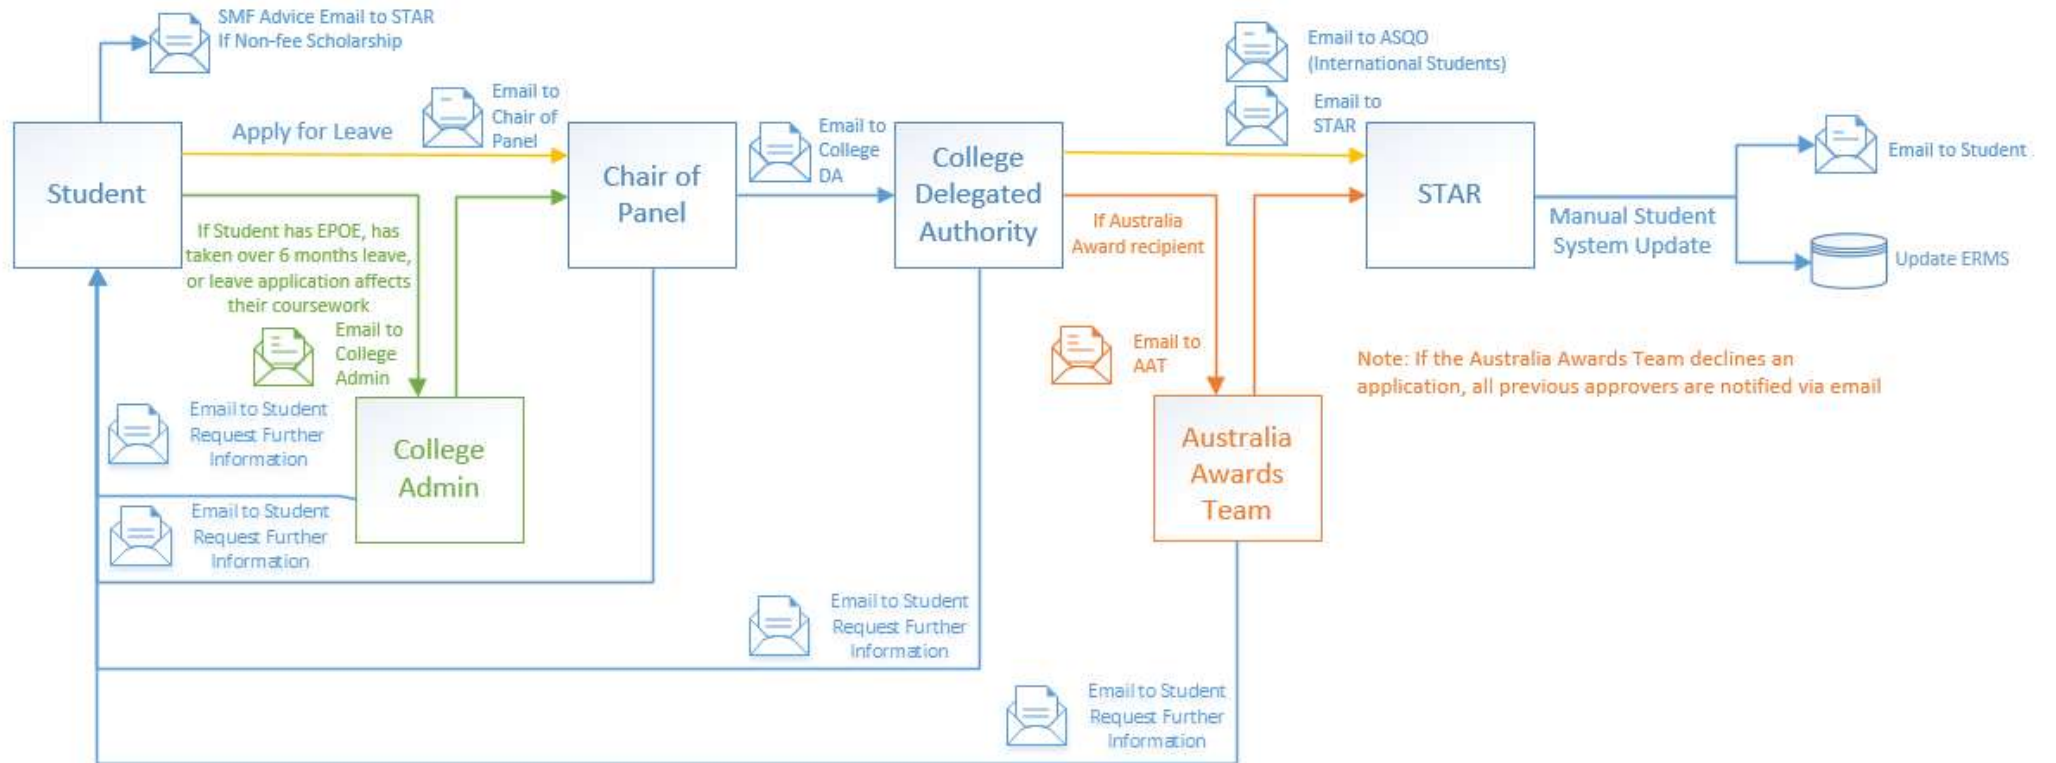 SMF Advice Email to STAR
If Non-fee Scholarship
Student
Apply for Leave
Email to
Chair of
Panel
If Student has EPOE, has
taken over 6 months leave,
or leave application affects
their coursework
Email to
College
Admin
College
Admin
Chair of
Panel
Email to
College
DA
College
Delegated
Authority
Email to ASQO
(International Students)
Email to
STAR
If Australia
Award recipient
Email to
AAT
Australia
Awards
Team
STAR
Manual Student
System Update
Email to Student
Update ERMS
Note: If the Australia Awards Team declines an
application, all previous approvers are notified via email
Email to Student
Request Further
Information
Email to Student
Request Further
Information
Email to Student
Request Further
Information
Email to Student
Request Further
Information